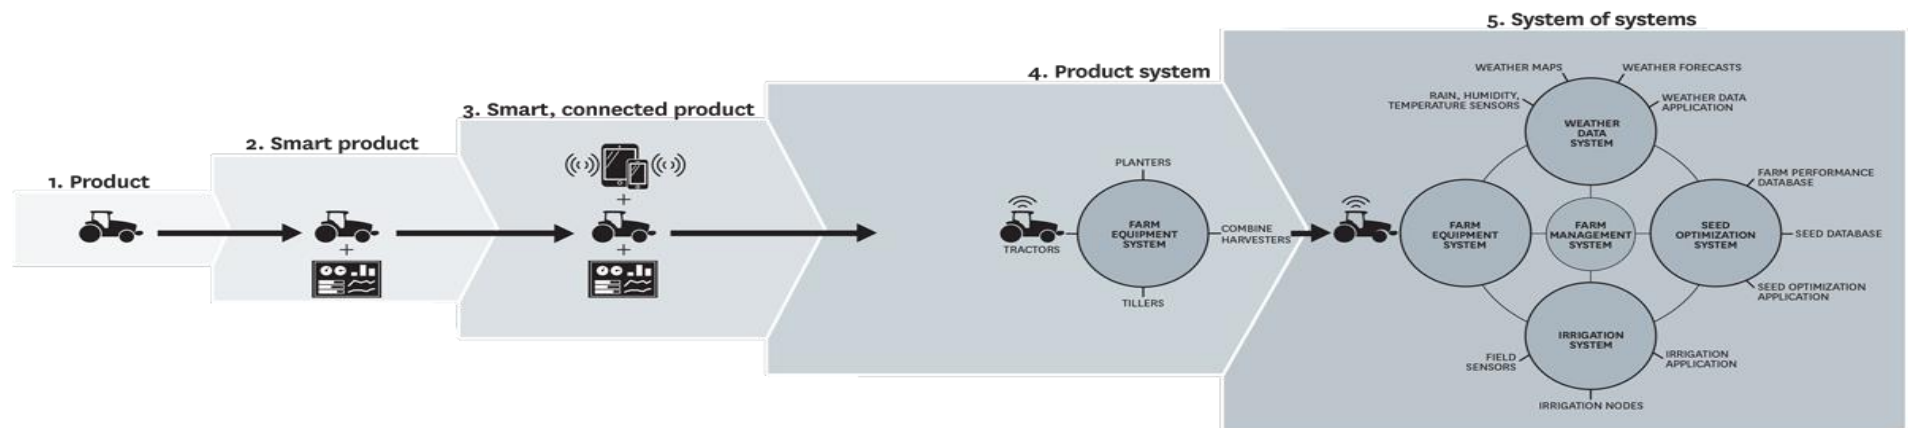 1. Product
2. Smart product
3. Smart, connected product
4. Product system
PLANTERS
TRACTORS
FARM
EQUIPMENT
SYSTEM
COMBINE
HARVESTERS
TILLERS
5. System of systems
WEATHER MAPS
WEATHER FORECASTS
RAIN, HUMIDITY,
TEMPERATURE SENSORS
WEATHER DATA
APPLICATION
WEATHER
DATA
SYSTEM
FARM PERFORMANCE
DATABASE
FARM
EQUIPMENT
SYSTEM
FARM
MANAGEMENT
SYSTEM
SEED
OPTIMIZATION
SYSTEM
SEED DATABASE
SEED OPTIMIZATION
APPLICATION
IRRIGATION
SYSTEM
FIELD
SENSORS
IRRIGATION
APPLICATION
IRRIGATION NODES